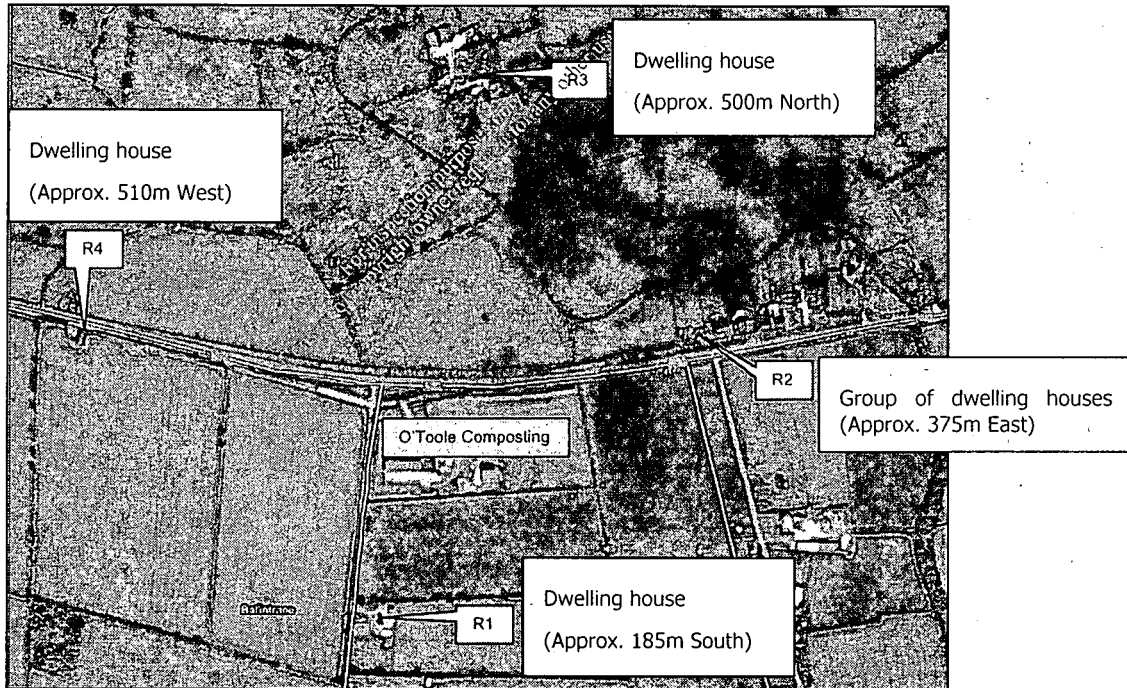 Dwelling house
(Approx. 500m North)
R3
Dwelling house
(Approx. 510m West)
R4
R2
Group of dwelling houses
(Approx. 375m East)
O'Toole Composting
Dwelling house
(Approx. 185m South)
R1